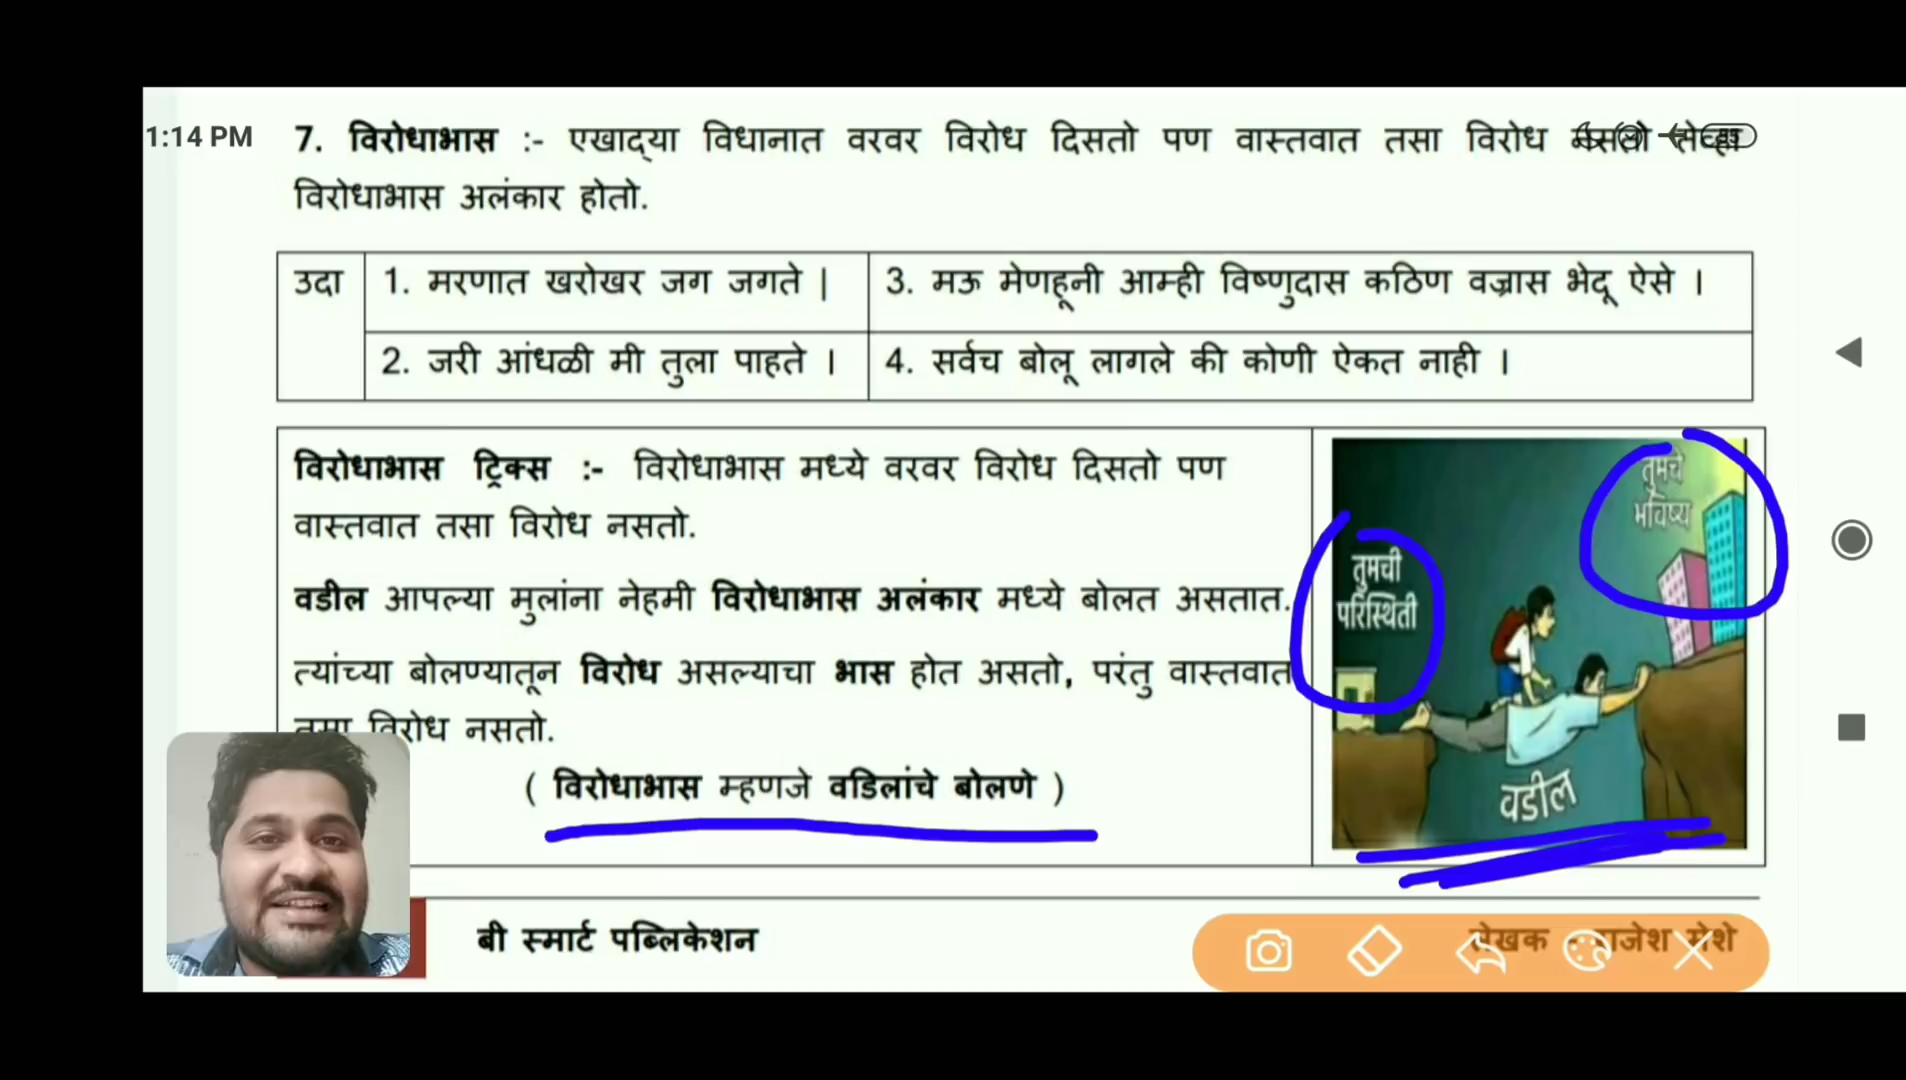 1:14 PM
7. विरोधाभास :- एखाद्या विधानात वरवर विरोध दिसतो पण वास्तवात तसा विरोध नसतो तेव्हा
विरोधाभास अलंकार होतो.
उदा
1. मरणात खरोखर जग जगते |
3. मऊ मेणहूनी आम्ही विष्णुदास कठिण वज्रास भेदू ऐसे ।
2. जरी आंधळी मी तुला पाहते ।
4. सर्वच बोलू लागले की कोणी ऐकत नाही ।
विरोधाभास ट्रिक्स :- विरोधाभास मध्ये वरवर विरोध दिसतो पण
वास्तवात तसा विरोध नसतो.
वडील आपल्या मुलांना नेहमी विरोधाभास अलंकार मध्ये बोलत असतात.
त्यांच्या बोलण्यातून विरोध असल्याचा भास होत असतो, परंतु वास्तवात
तसा विरोध नसतो.
( विरोधाभास म्हणजे वडिलांचे बोलणे )
तुमचे
भविष्य
तुमची
परिस्थिती
वडील
बी स्मार्ट पब्लिकेशन
लेखक - राजेश मेशे